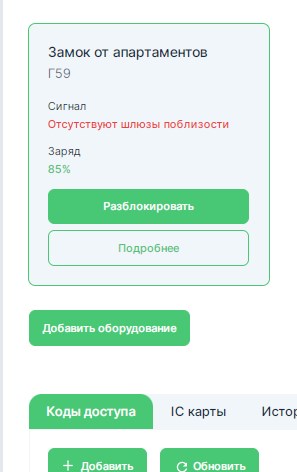 Замок от апартаментов
Г59
Сигнал
Отсутствуют шлюзы поблизости
Заряд
85%
Разблокировать
Подробнее
Добавить оборудование
Коды доступа
IC карты
Истор
Добавить
Обновить